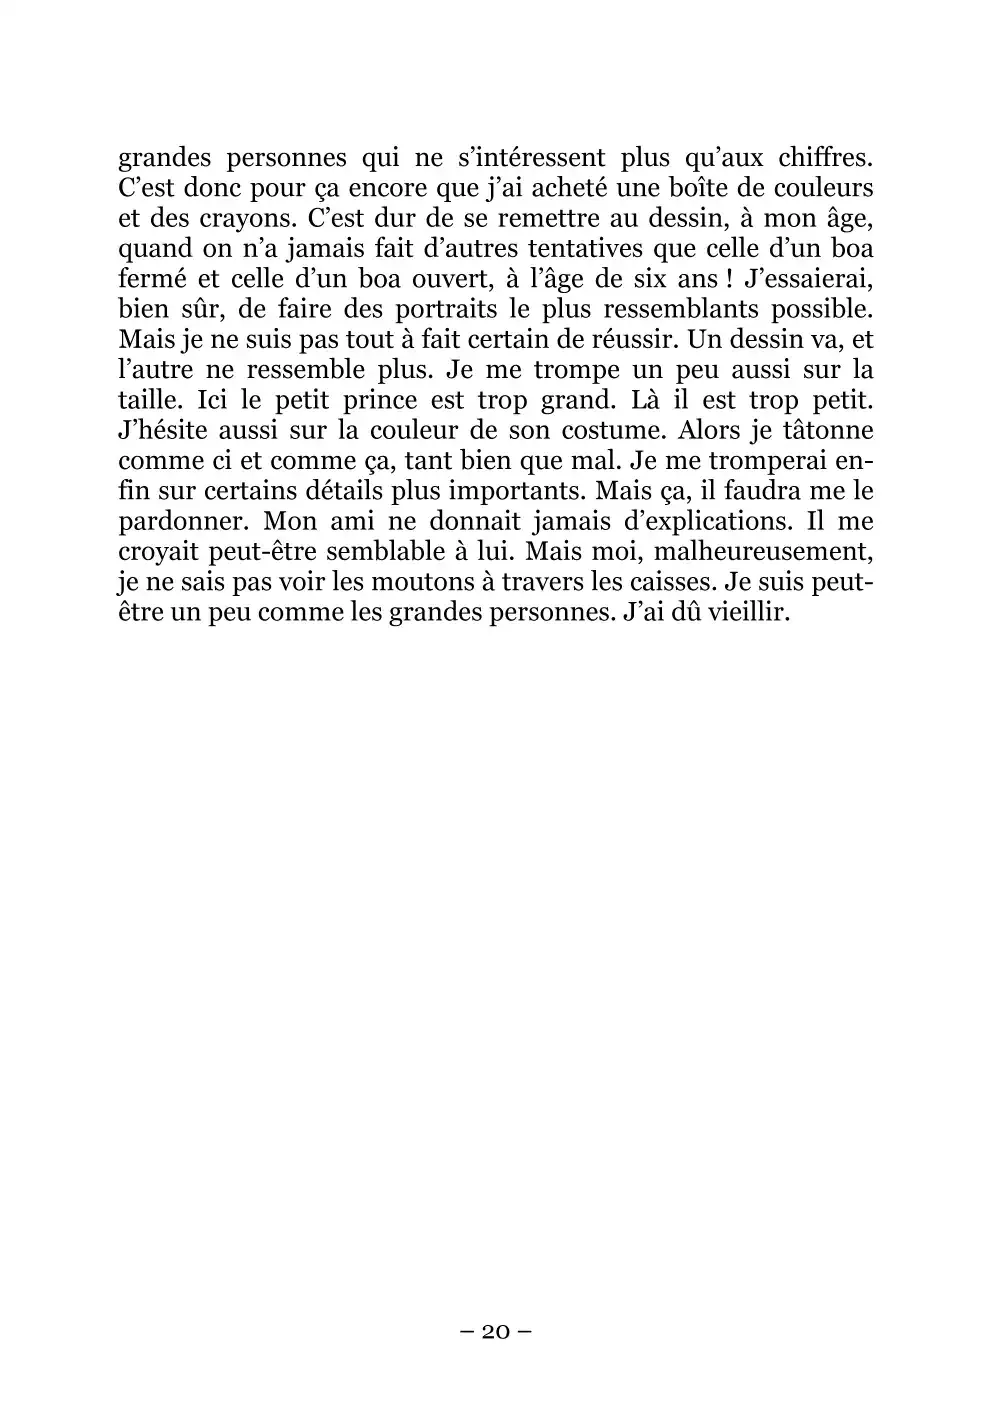 grandes personnes qui ne s’intéressent plus qu’aux chiffres.
C’est donc pour ça encore que j’ai acheté une boîte de couleurs
et des crayons. C’est dur de se remettre au dessin, à mon âge,
quand on n’a jamais fait d’autres tentatives que celle d’un boa
fermé et celle d’un boa ouvert, à l’âge de six ans ! J’essaierai,
bien sûr, de faire des portraits le plus ressemblants possible.
Mais je ne suis pas tout à fait certain de réussir. Un dessin va, et
l’autre ne ressemble plus. Je me trompe un peu aussi sur la
taille. Ici le petit prince est trop grand. Là il est trop petit.
J’hésite aussi sur la couleur de son costume. Alors je tâtonne
comme ci et comme ça, tant bien que mal. Je me tromperai en-
fin sur certains détails plus importants. Mais ça, il faudra me le
pardonner. Mon ami ne donnait jamais d’explications. Il me
croyait peut-être semblable à lui. Mais moi, malheureusement,
je ne sais pas voir les moutons à travers les caisses. Je suis peut-
être un peu comme les grandes personnes. J’ai dû vieillir.
– 20 –